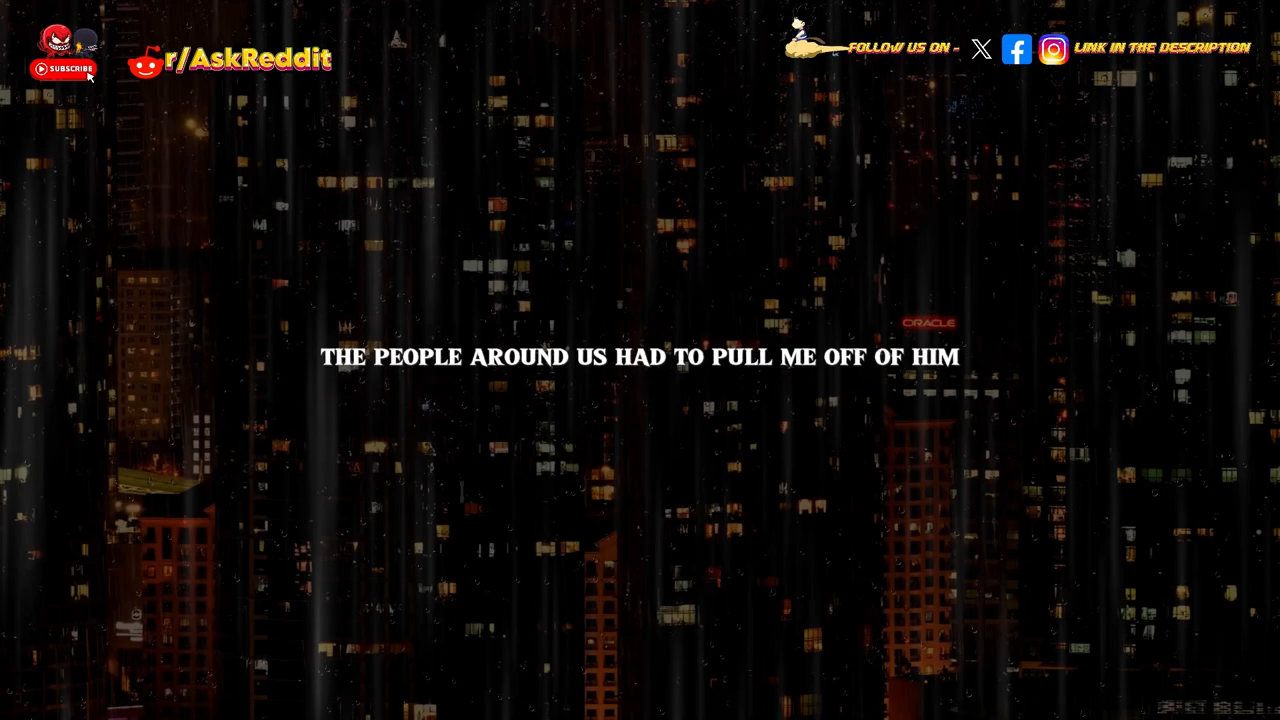 SUBSCRIBE
r/AskReddit
FOLLOW US ON -
LINK IN THE DESCRIPTION
ORACLE
THE PEOPLE AROUND US HAD TO PULL ME OFF OF HIM